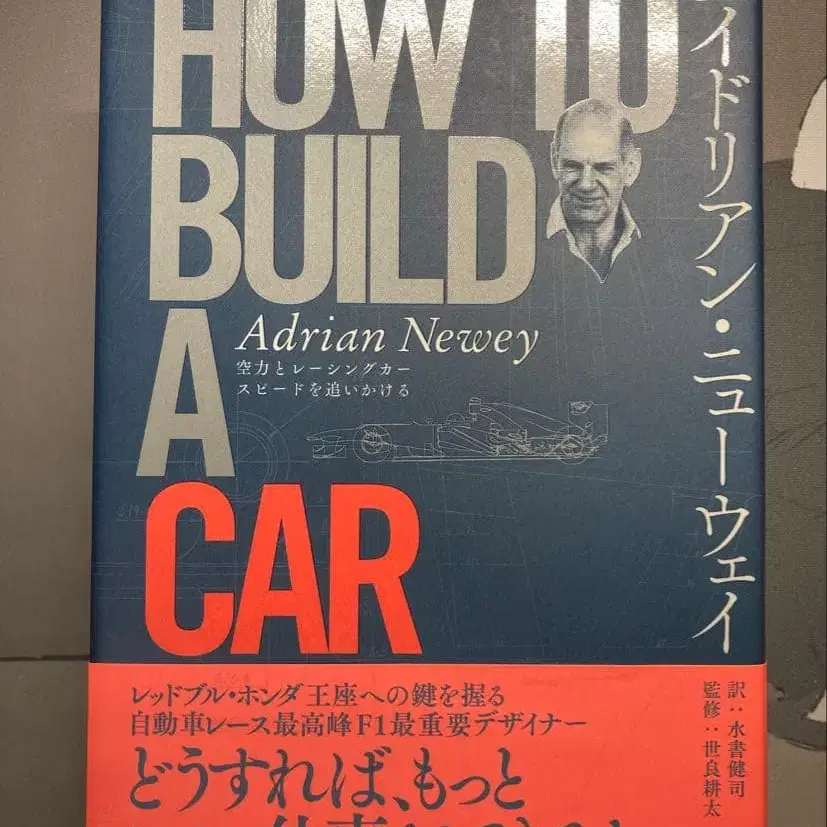 HOW TO
BUILD
A
CAR
Adrian Newey
空力とレーシングカー
スピードを追いかける
エイドリアン・ニューウェイ
訳：水書健司
監修：世良耕太
レッドブル・ホンダ王座への鍵を握る
自動車レース最高峰F1最重要デザイナー
どうすれば、もっと